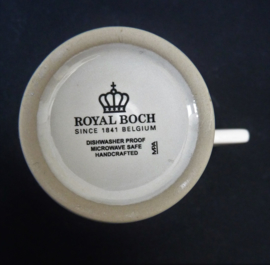 ROYAL BOCH
SINCE 1841 BELGIUM
DISHWASHER PROOF
MICROWAVE SAFE
HANDCRAFTED